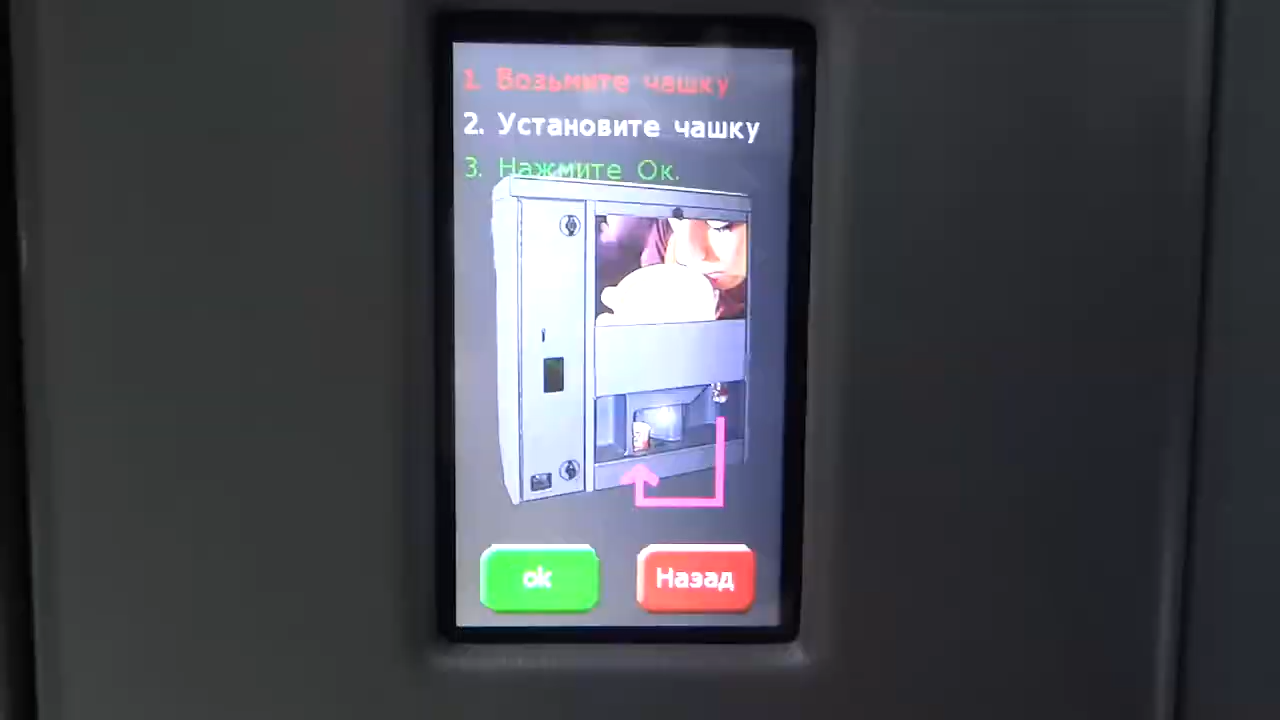 1. Возьмите чашку
2. Установите чашку
3. Нажмите Ок.
ok
Назад